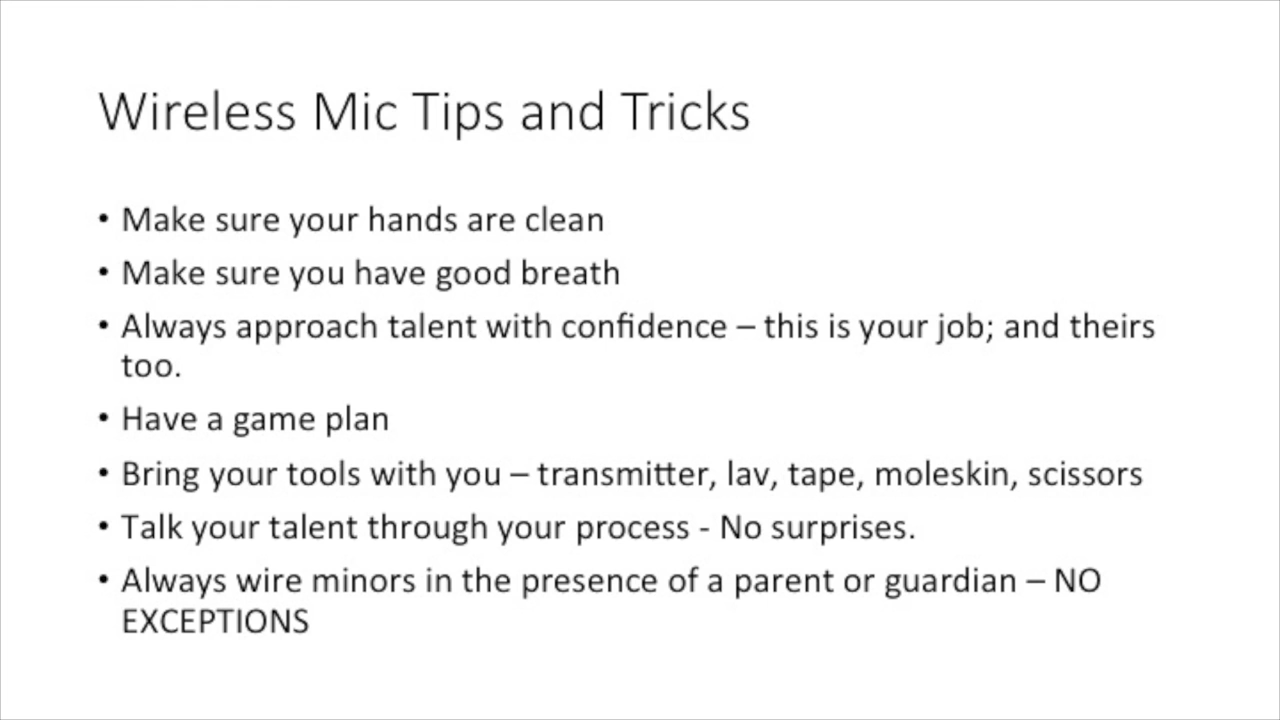 Wireless Mic Tips and Tricks
• Make sure your hands are clean
• Make sure you have good breath
• Always approach talent with confidence – this is your job; and theirs
too.
• Have a game plan
• Bring your tools with you – transmitter, lav, tape, moleskin, scissors
• Talk your talent through your process - No surprises.
• Always wire minors in the presence of a parent or guardian – NO
EXCEPTIONS